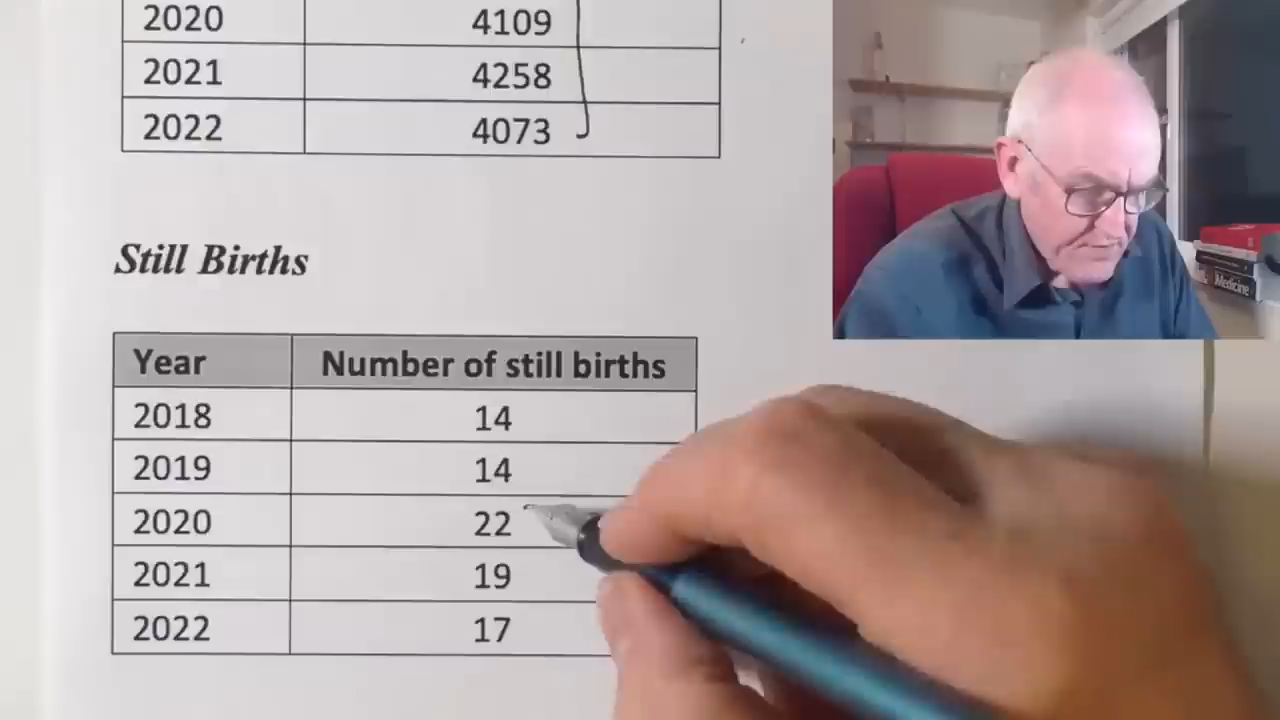 2020 4109
2021 4258
2022 4073
Still Births
Year Number of still births
2018 14
2019 14
2020 22
2021 19
2022 17
Medicine